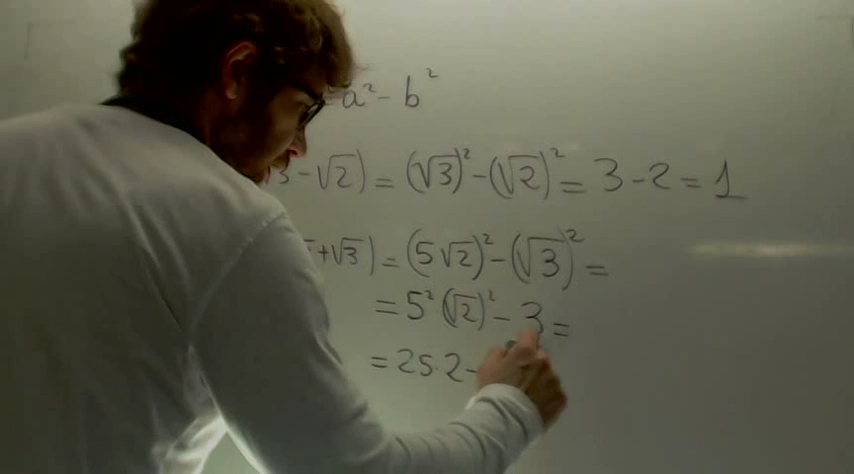 = a² - b²
3 - √2) = (√3)² - (√2)² = 3 - 2 = 1
+ √3) = (5√2)² - (√3)² =
= 5² (√2)² - 3 =
= 25·2 -